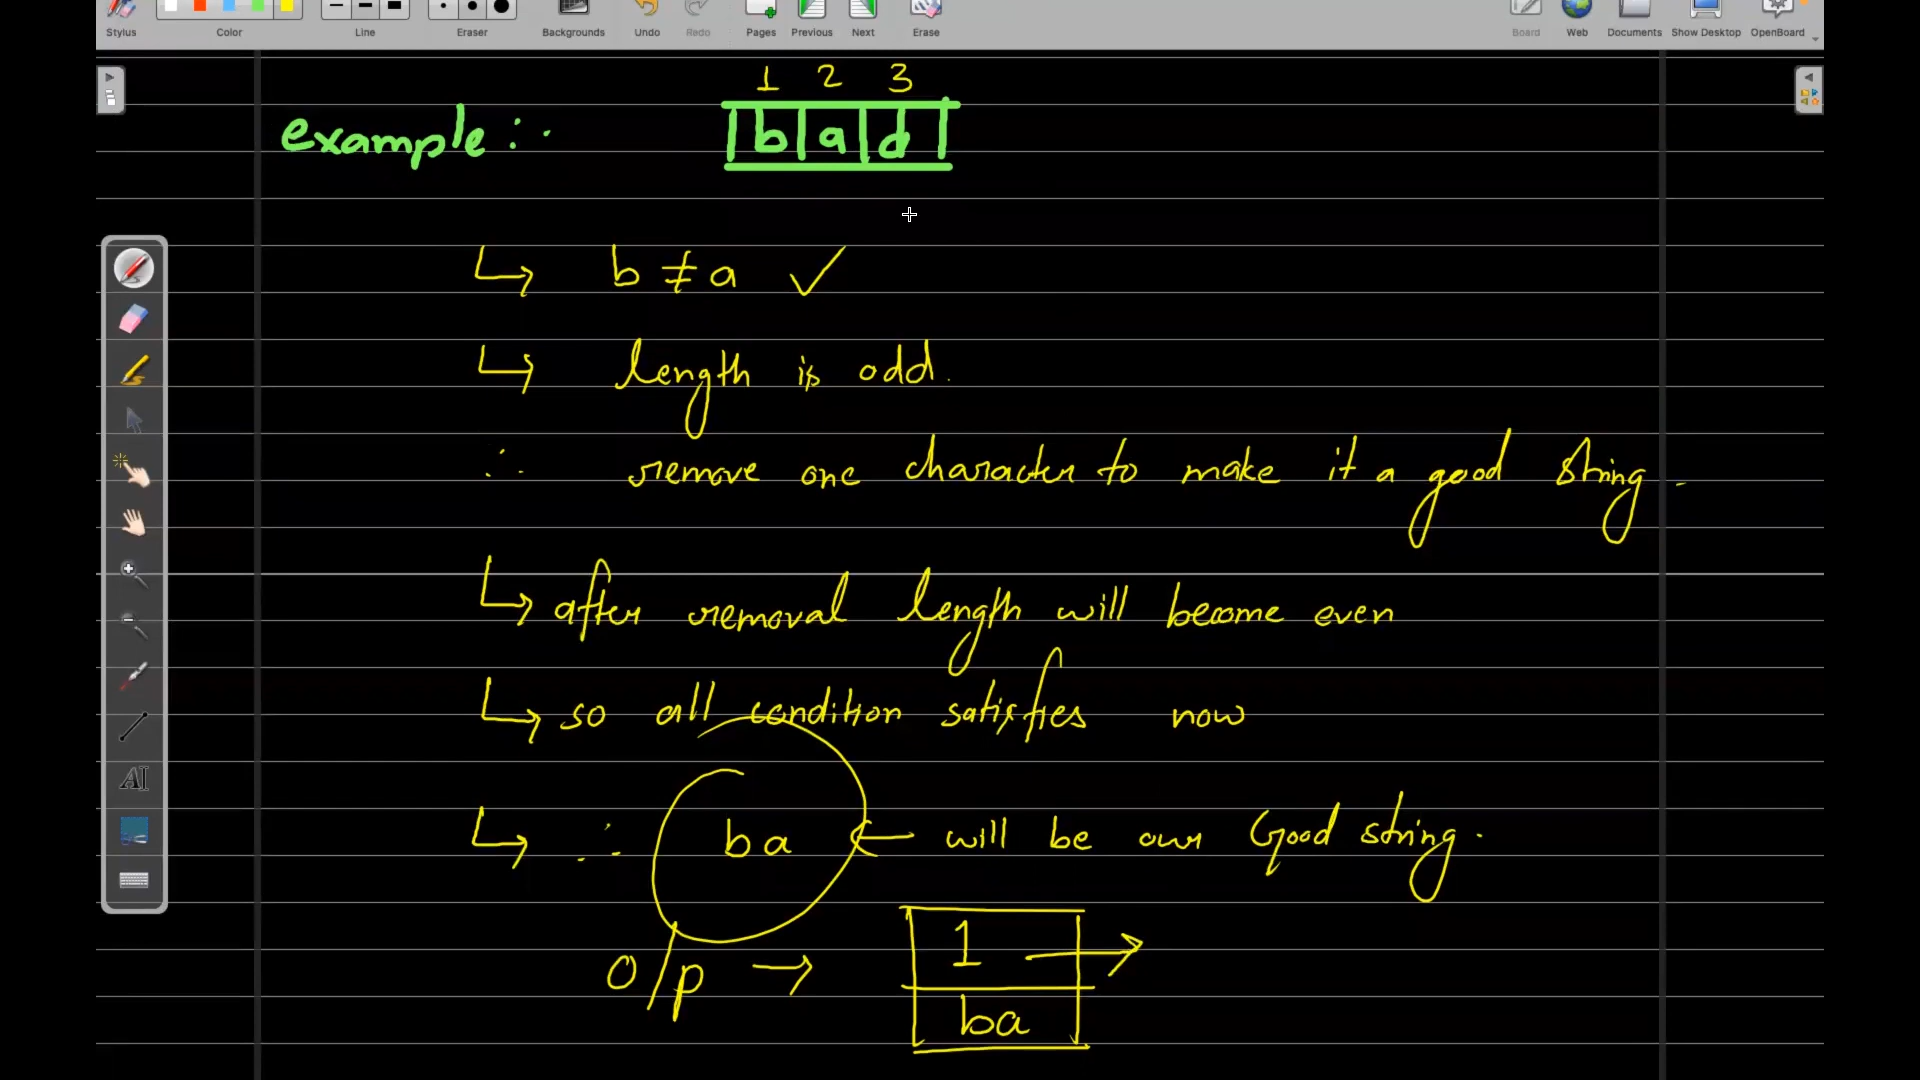 Stylus Color Line Eraser Backgrounds Undo Redo Pages Previous Next Erase Board Web Documents Show Desktop OpenBoard
1 2 3
example :. b a d
↳ b ≠ a ✓
↳ length is odd.
∴ remove one character to make it a good string.
↳ after removal length will become even
↳ so all condition satisfies now
↳ ∴ ba ← will be our Good string.
O/p → 1 →
ba
AI